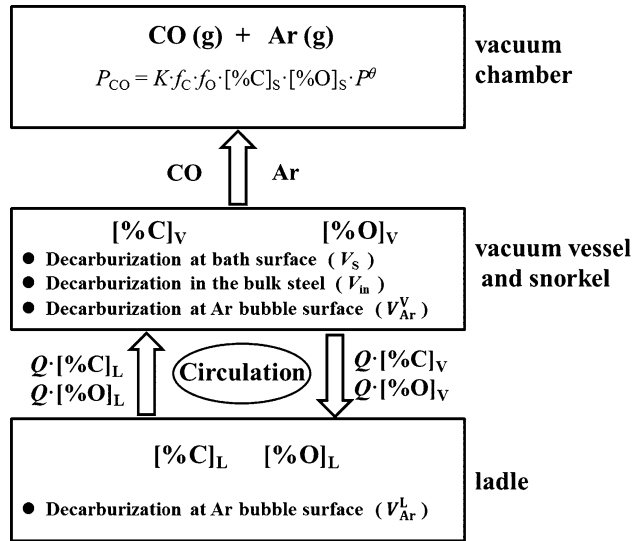 CO (g) + Ar (g)
P_CO = K·f_C·f_O·[%C]_S·[%O]_S·P^θ
vacuum
chamber
CO Ar
[%C]_V [%O]_V
● Decarburization at bath surface ( V_S )
● Decarburization in the bulk steel ( V_in )
● Decarburization at Ar bubble surface ( V_Ar^V )
vacuum vessel
and snorkel
Q·[%C]_L
Q·[%O]_L
Circulation
Q·[%C]_V
Q·[%O]_V
[%C]_L [%O]_L
● Decarburization at Ar bubble surface ( V_Ar^L )
ladle